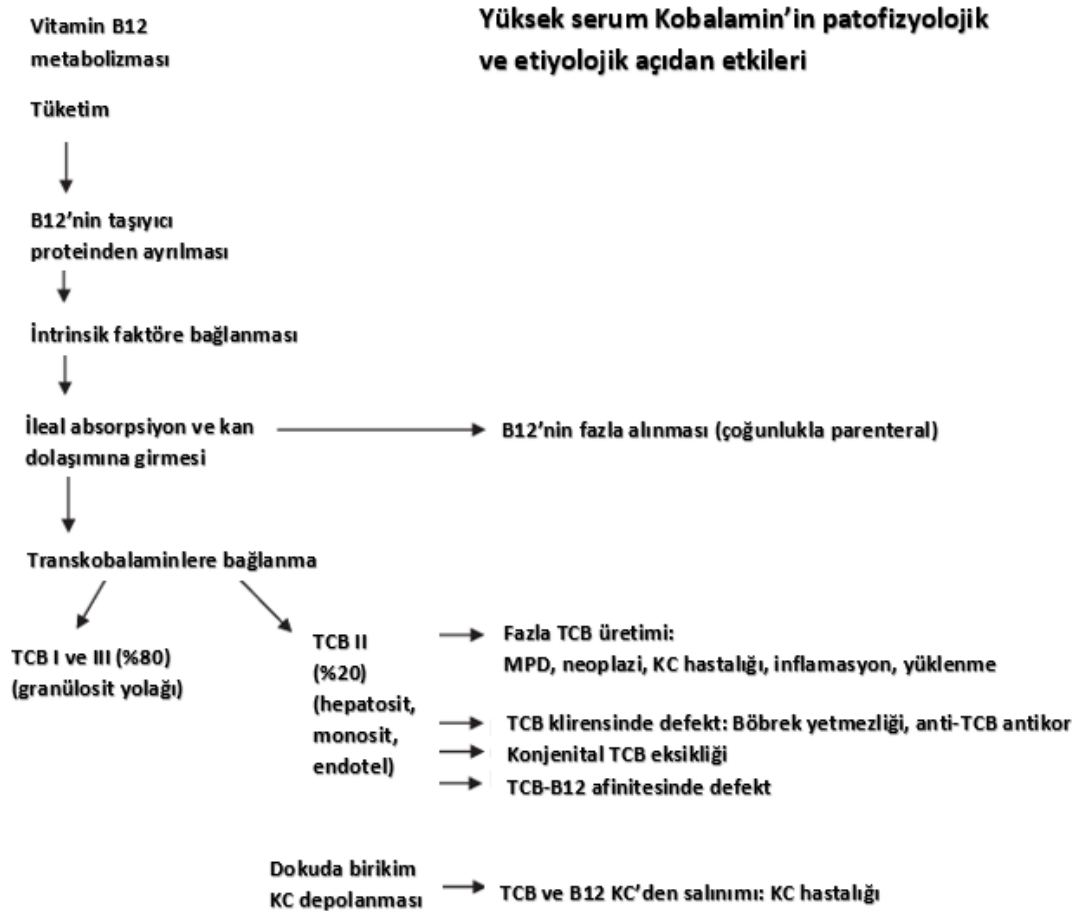 Vitamin B12
metabolizması
Yüksek serum Kobalamin’in patofizyolojik
ve etiyolojik açıdan etkileri
Tüketim
B12’nin taşıyıcı
proteinden ayrılması
İntrinsik faktöre bağlanması
İleal absorpsiyon ve kan
dolaşımına girmesi
B12’nin fazla alınması (çoğunlukla parenteral)
Transkobalaminlere bağlanma
TCB I ve III (%80)
(granülosit yolağı)
TCB II
(%20)
(hepatosit,
monosit,
endotel)
Fazla TCB üretimi:
MPD, neoplazi, KC hastalığı, inflamasyon, yüklenme
TCB klirensinde defekt: Böbrek yetmezliği, anti-TCB antikor
Konjenital TCB eksikliği
TCB-B12 afinitesinde defekt
Dokuda birikim
KC depolanması
TCB ve B12 KC’den salınımı: KC hastalığı